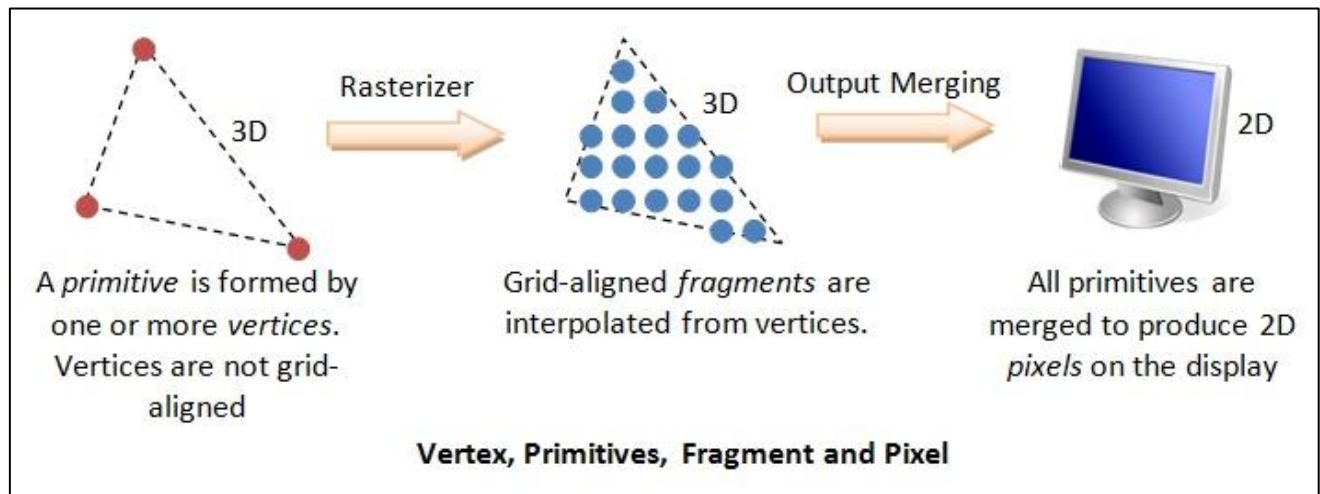 Rasterizer
3D
3D
Output Merging
2D
A primitive is formed by
one or more vertices.
Vertices are not grid-
aligned
Grid-aligned fragments are
interpolated from vertices.
All primitives are
merged to produce 2D
pixels on the display
Vertex, Primitives, Fragment and Pixel